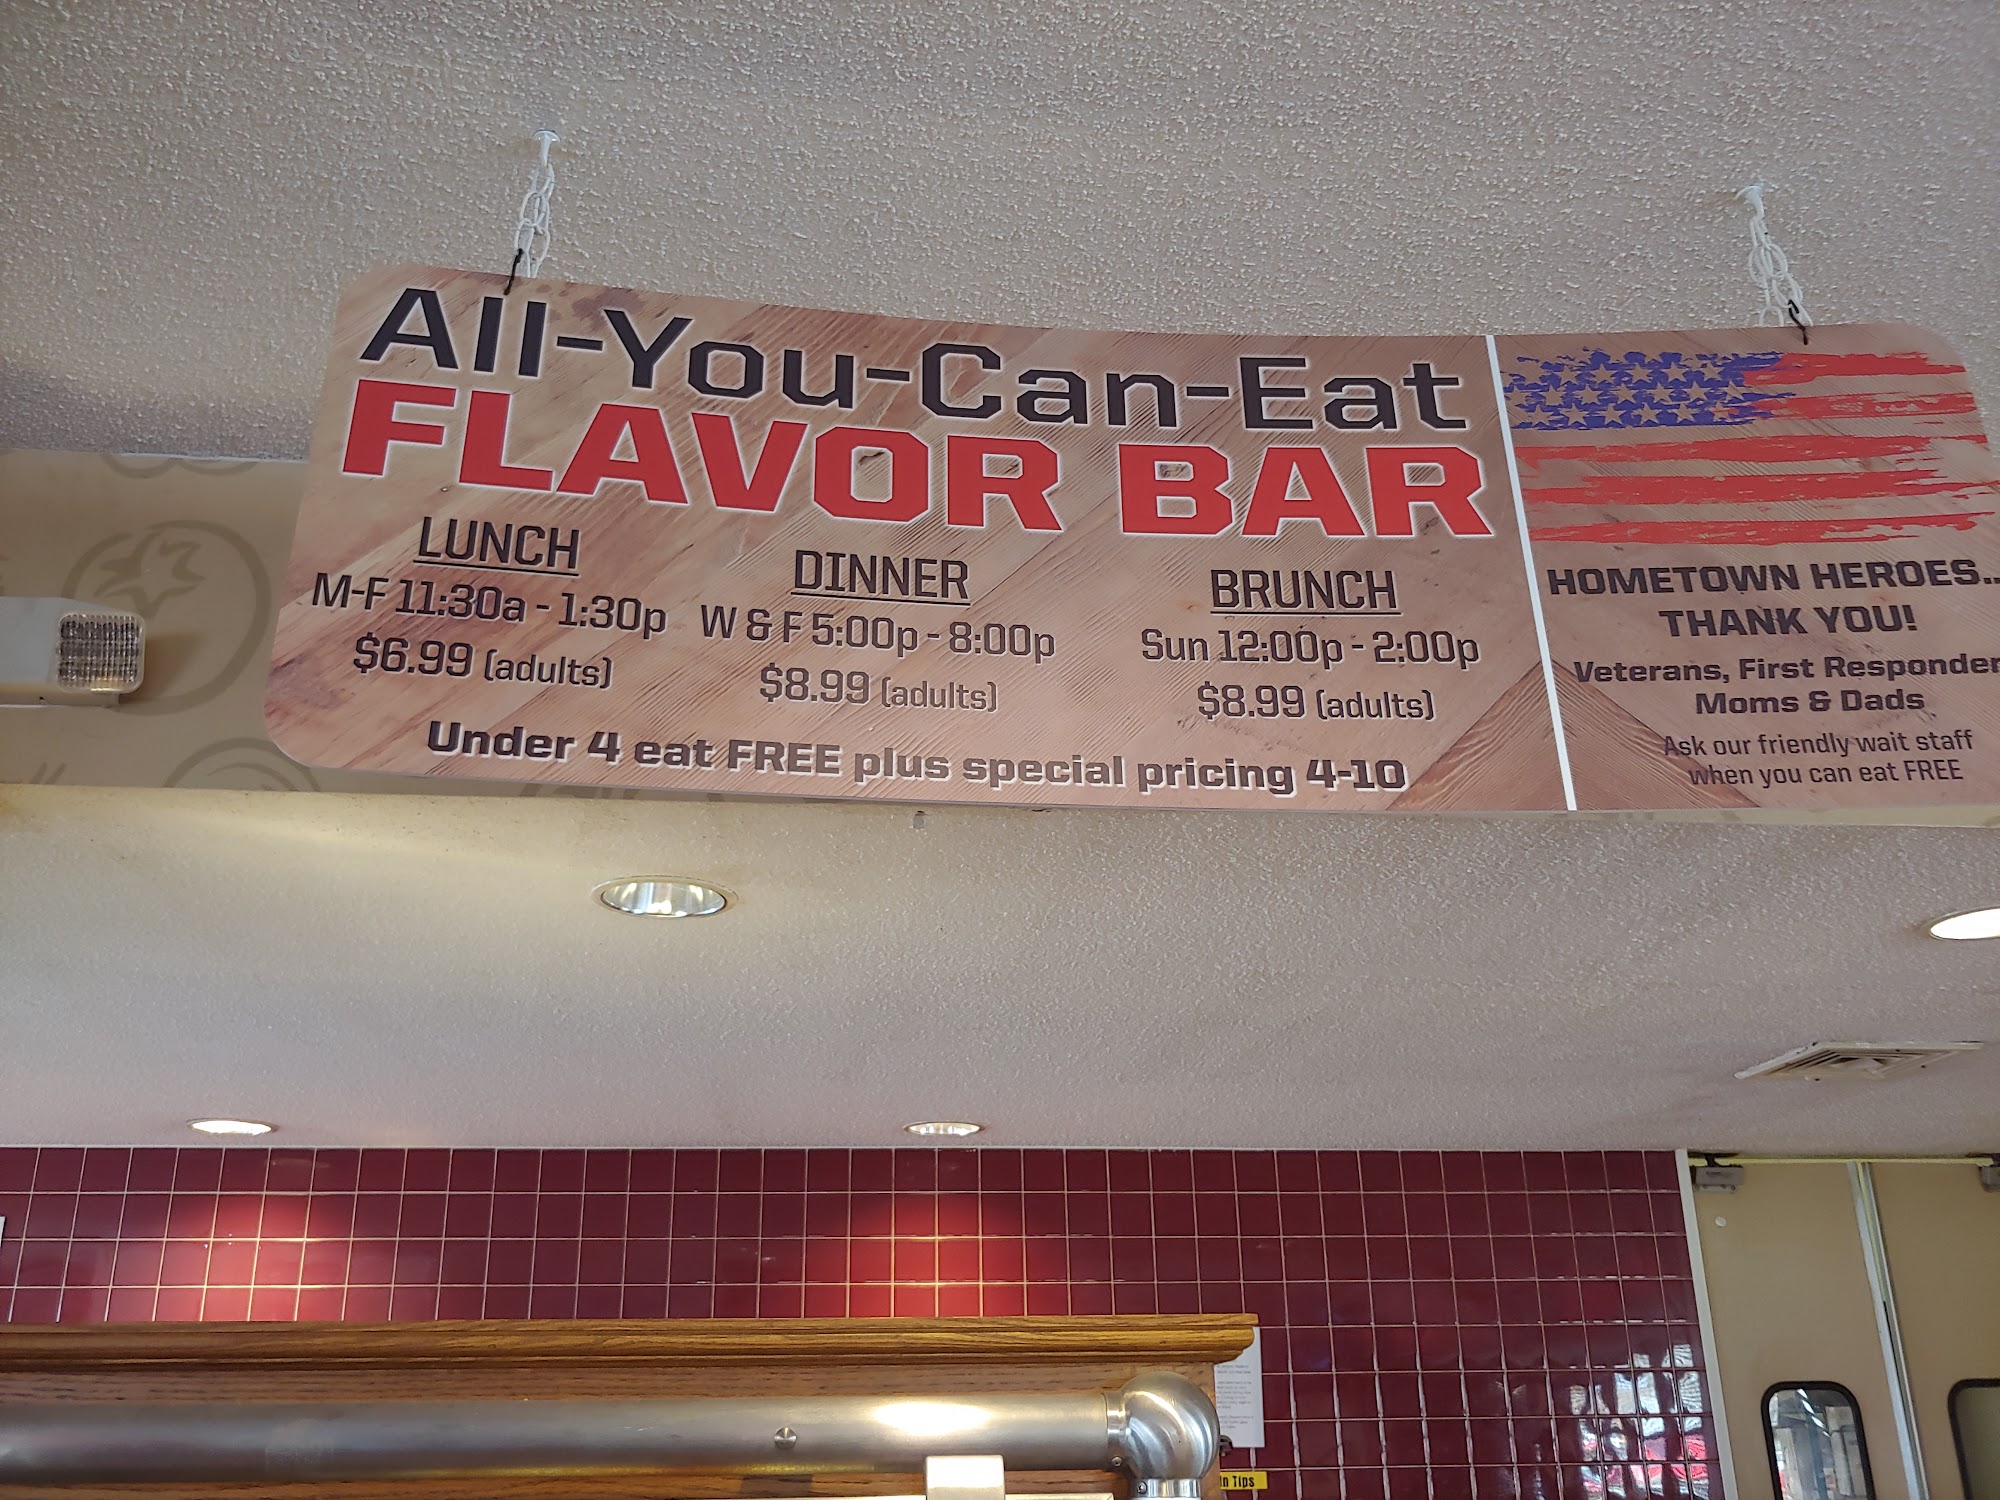 All-You-Can-Eat
FLAVOR BAR
LUNCH
M-F 11:30a - 1:30p
$6.99 (adults)
DINNER
W & F 5:00p - 8:00p
$8.99 (adults)
BRUNCH
Sun 12:00p - 2:00p
$8.99 (adults)
Under 4 eat FREE plus special pricing 4-10
HOMETOWN HEROES..
THANK YOU!
Veterans, First Responder
Moms & Dads
Ask our friendly wait staff
when you can eat FREE
Tips